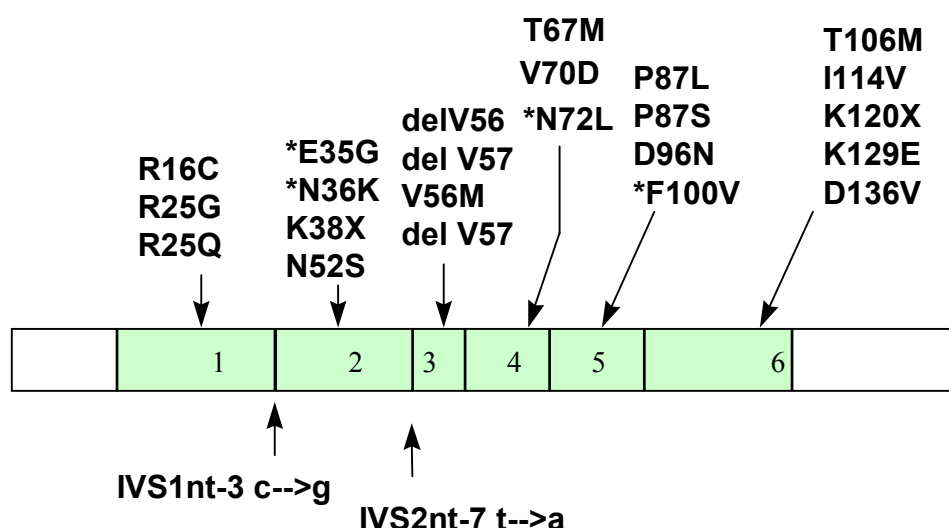 R16C
R25G
R25Q
*E35G
*N36K
K38X
N52S
delV56
del V57
V56M
del V57
T67M
V70D
*N72L
P87L
P87S
D96N
*F100V
T106M
I114V
K120X
K129E
D136V
1
2
3
4
5
6
IVS1nt-3 c-->g
IVS2nt-7 t-->a